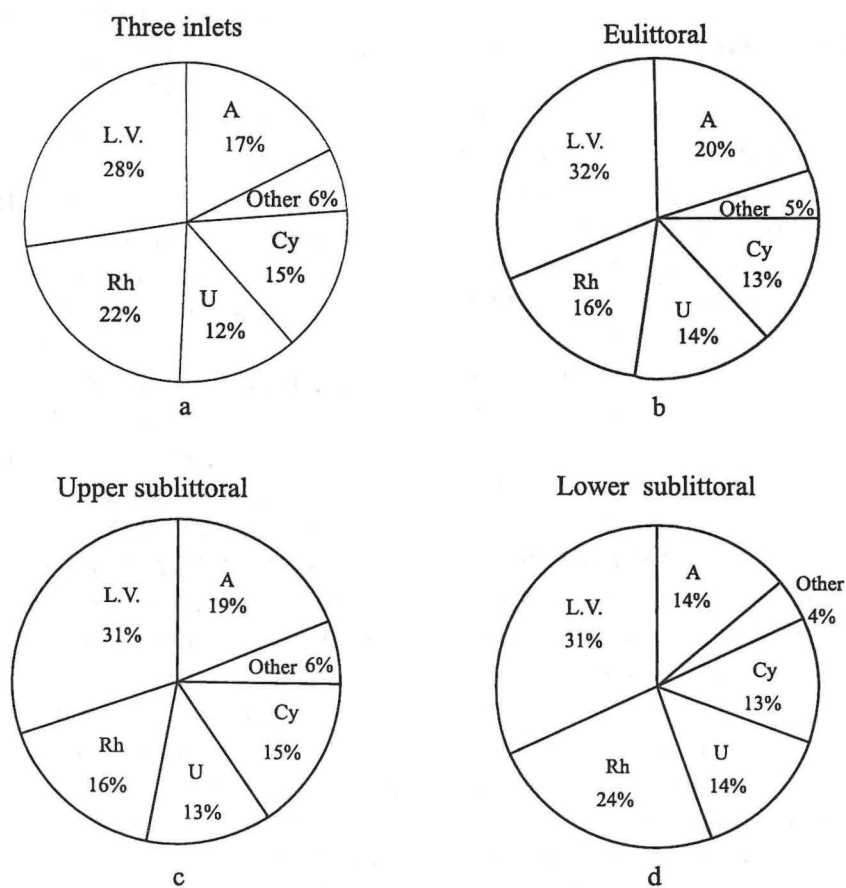 Three inlets
L.V.
28%
A
17%
Other 6%
Cy
15%
U
12%
Rh
22%
a
Eulittoral
L.V.
32%
A
20%
Other 5%
Cy
13%
U
14%
Rh
16%
b
Upper sublittoral
L.V.
31%
A
19%
Other 6%
Cy
15%
U
13%
Rh
16%
c
Lower sublittoral
L.V.
31%
A
14%
Other
4%
Cy
13%
U
14%
Rh
24%
d